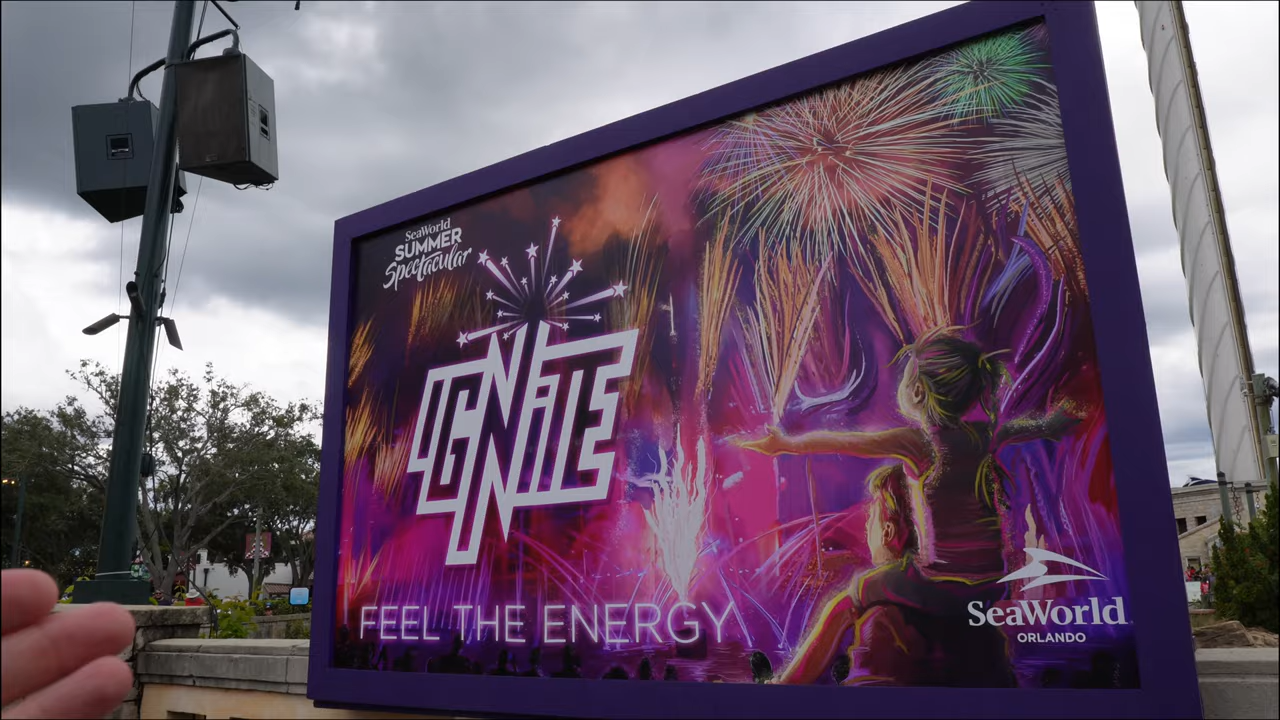 SeaWorld
SUMMER
Spectacular
IGNITE
FEEL THE ENERGY
SeaWorld
ORLANDO